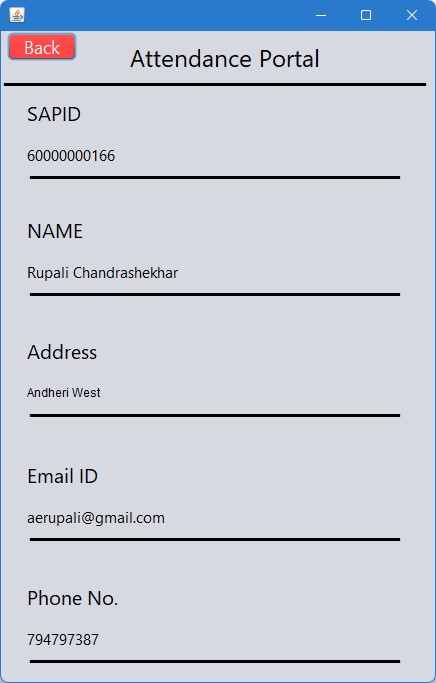 Back
Attendance Portal
SAPID
60000000166
NAME
Rupali Chandrashekhar
Address
Andheri West
Email ID
aerupali@gmail.com
Phone No.
794797387